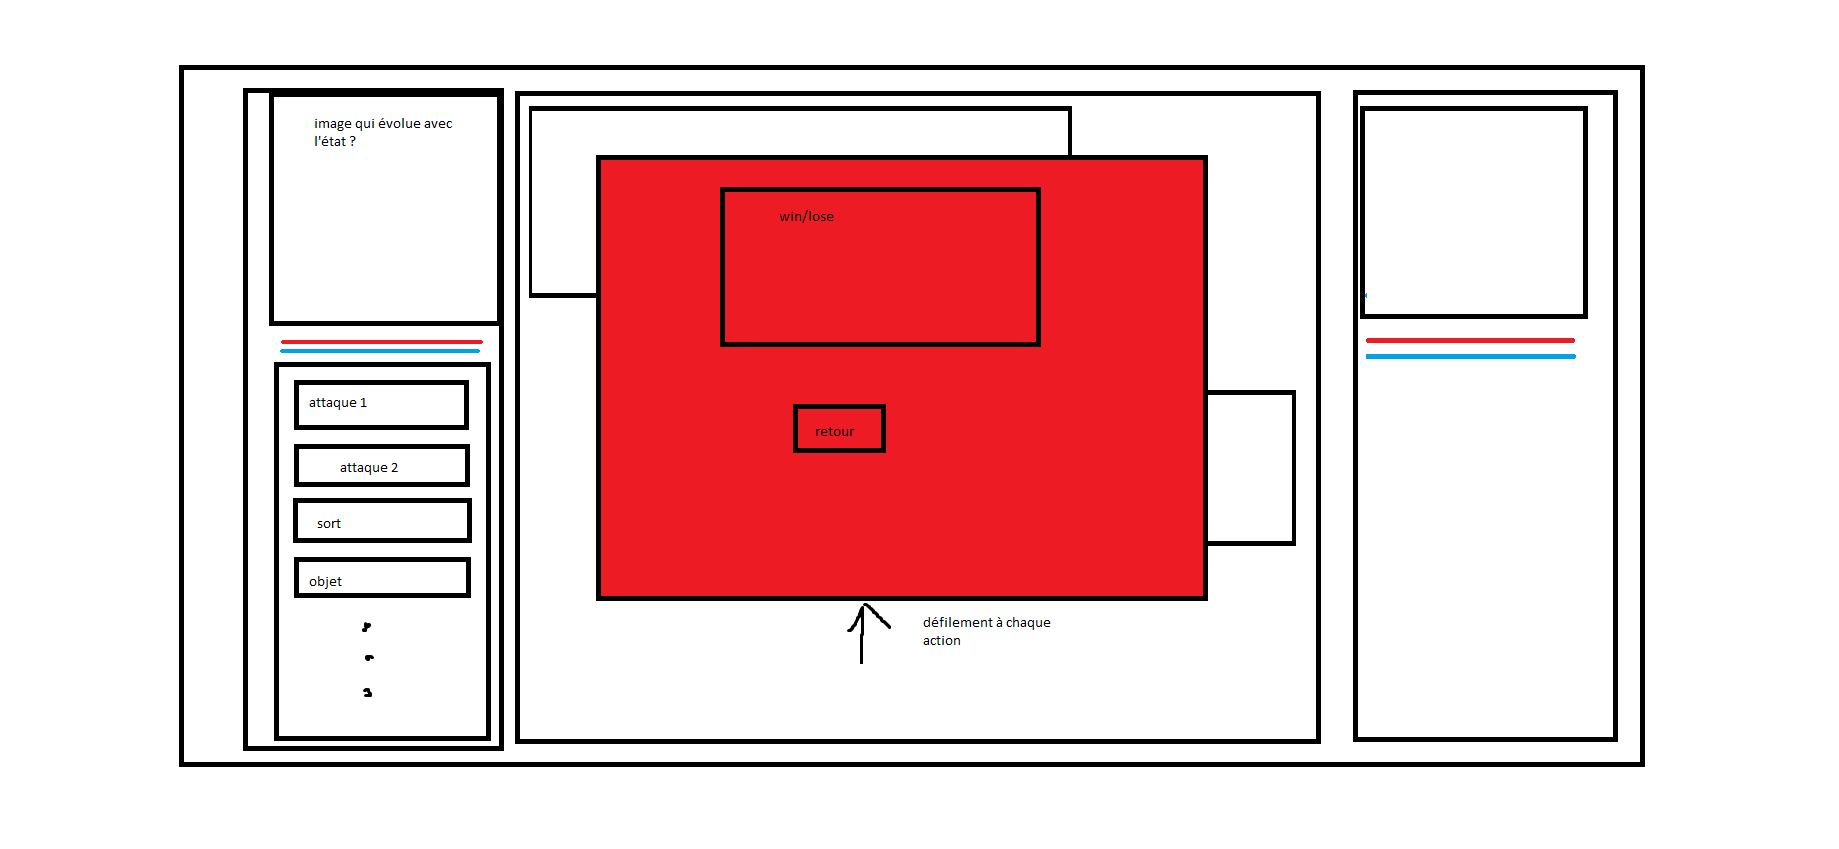 image qui évolue avec
l'état ?
win/lose
attaque 1
attaque 2
retour
sort
objet
défilement à chaque
action